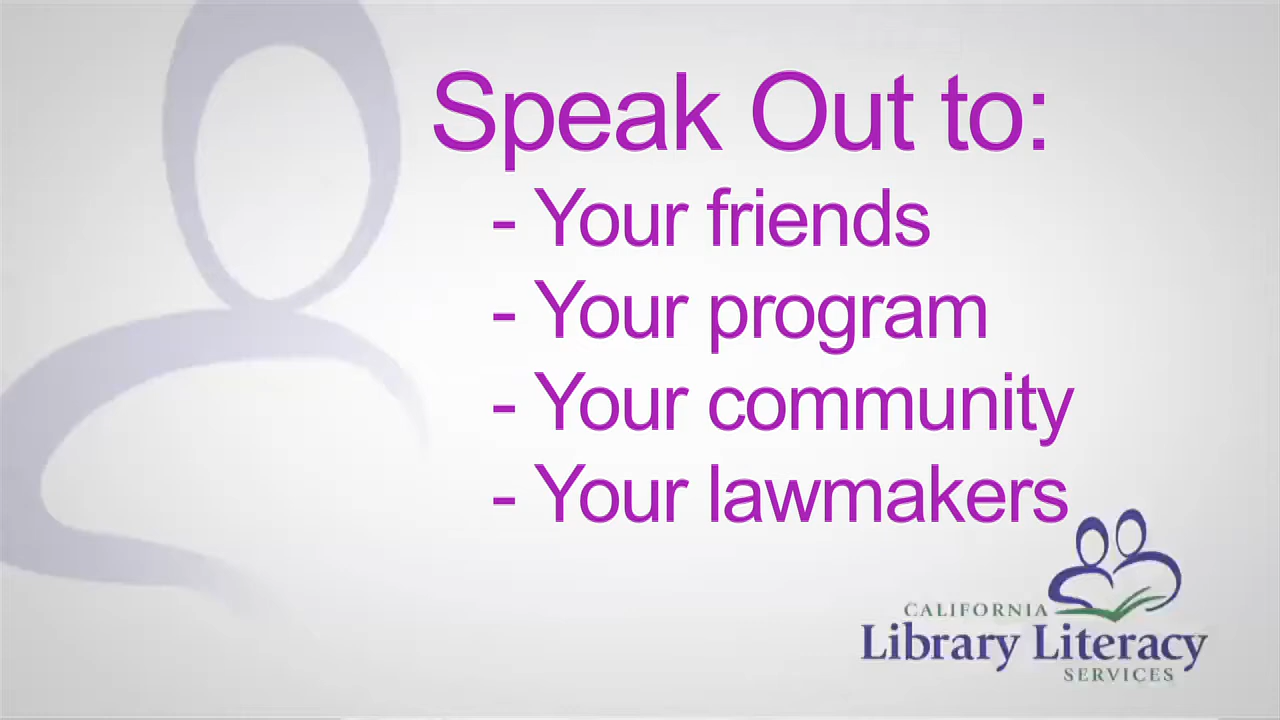 Speak Out to:
- Your friends
- Your program
- Your community
- Your lawmakers
CALIFORNIA
Library Literacy
SERVICES